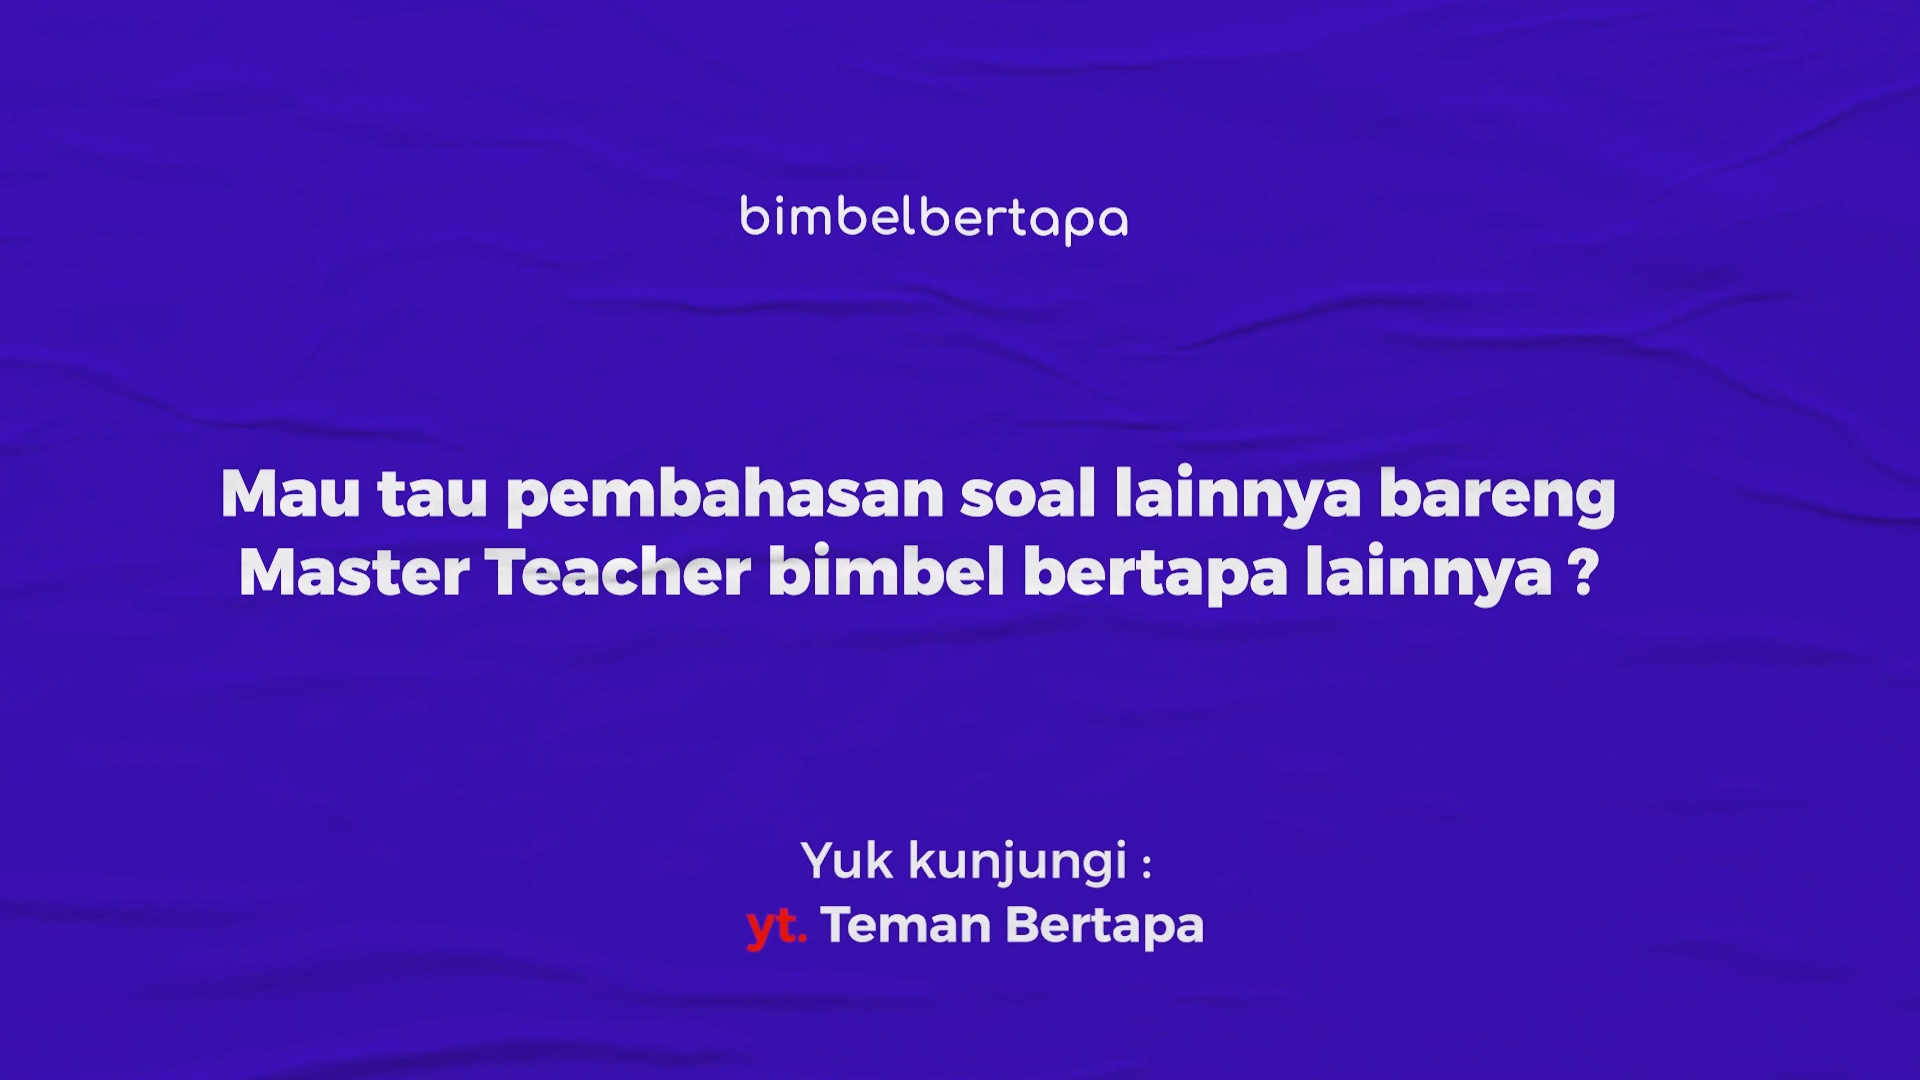 bimbelbertapa
Mau tau pembahasan soal lainnya bareng
Master Teacher bimbel bertapa lainnya ?
Yuk kunjungi :
yt. Teman Bertapa